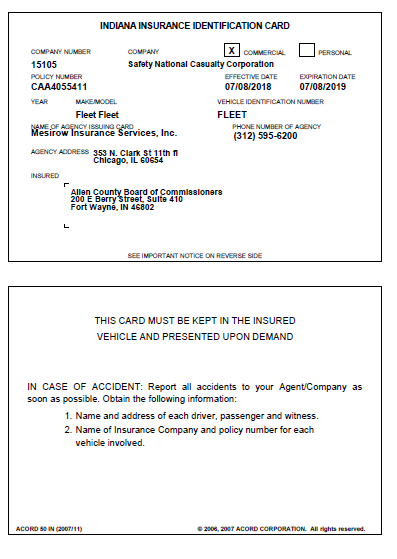 INDIANA INSURANCE IDENTIFICATION CARD
COMPANY NUMBER COMPANY X COMMERCIAL PERSONAL
15105 Safety National Casualty Corporation
POLICY NUMBER EFFECTIVE DATE EXPIRATION DATE
CAA4055411 07/08/2018 07/08/2019
YEAR MAKE/MODEL VEHICLE IDENTIFICATION NUMBER
Fleet Fleet FLEET
NAME OF AGENCY ISSUING CARD PHONE NUMBER OF AGENCY
Mesirow Insurance Services, Inc. (312) 595-6200
AGENCY ADDRESS 353 N. Clark St 11th fl
Chicago, IL 60654
INSURED
Allen County Board of Commissioners
200 E Berry Street, Suite 410
Fort Wayne, IN 46802
SEE IMPORTANT NOTICE ON REVERSE SIDE
THIS CARD MUST BE KEPT IN THE INSURED
VEHICLE AND PRESENTED UPON DEMAND
IN CASE OF ACCIDENT: Report all accidents to your Agent/Company as
soon as possible. Obtain the following information:
1. Name and address of each driver, passenger and witness.
2. Name of Insurance Company and policy number for each
vehicle involved.
ACORD 50 IN (2007/11) © 2006, 2007 ACORD CORPORATION. All rights reserved.